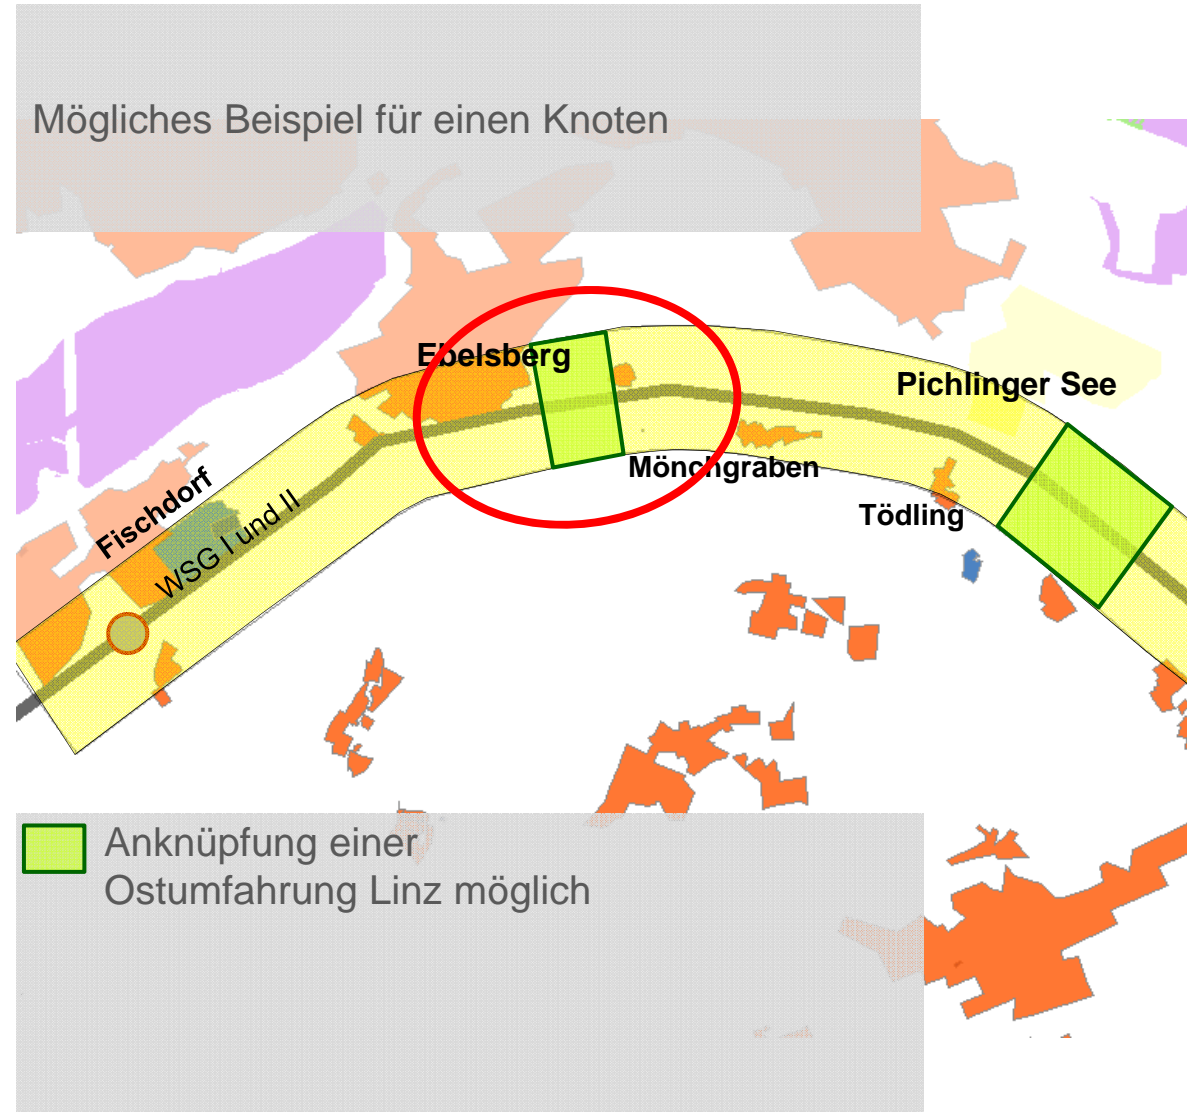 Mögliches Beispiel für einen Knoten
Ebelsberg
Pichlinger See
Mönchgraben
Fischdorf
WSG I und II
Tödling
Anknüpfung einer
Ostumfahrung Linz möglich